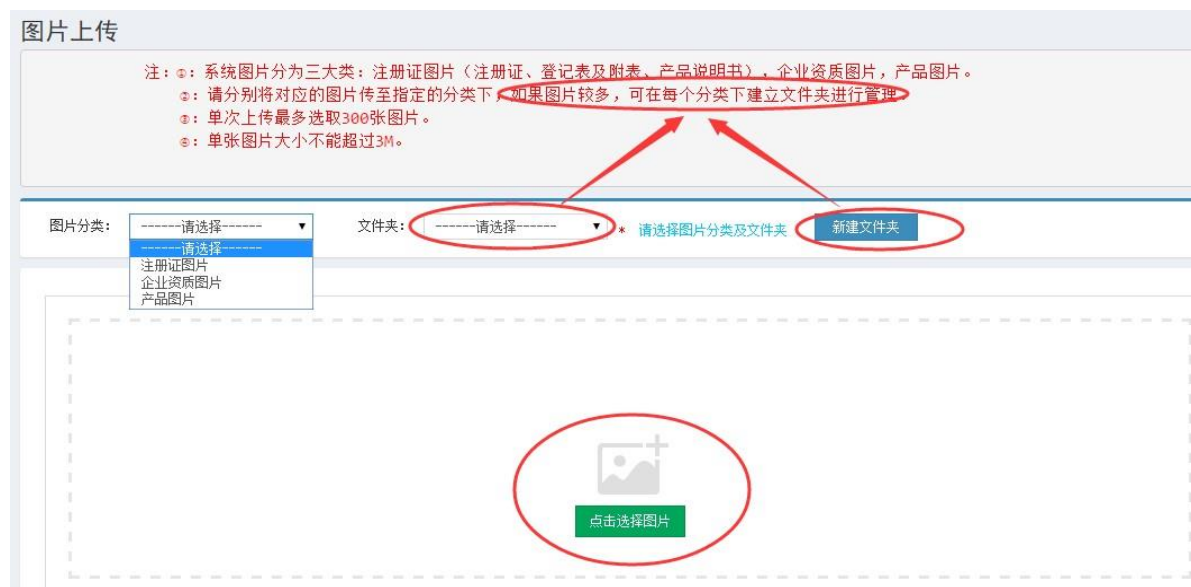 图片上传
注：①：系统图片分为三大类：注册证图片（注册证、登记表及附表、产品说明书），企业资质图片，产品图片。
②：请分别将对应的图片传至指定的分类下，如果图片较多，可在每个分类下建立文件夹进行管理。
③：单次上传最多选取300张图片。
④：单张图片大小不能超过3M。
图片分类： ------请选择------ 文件夹： ------请选择------ * 请选择图片分类及文件夹 新建文件夹
------请选择------
注册证图片
企业资质图片
产品图片
点击选择图片